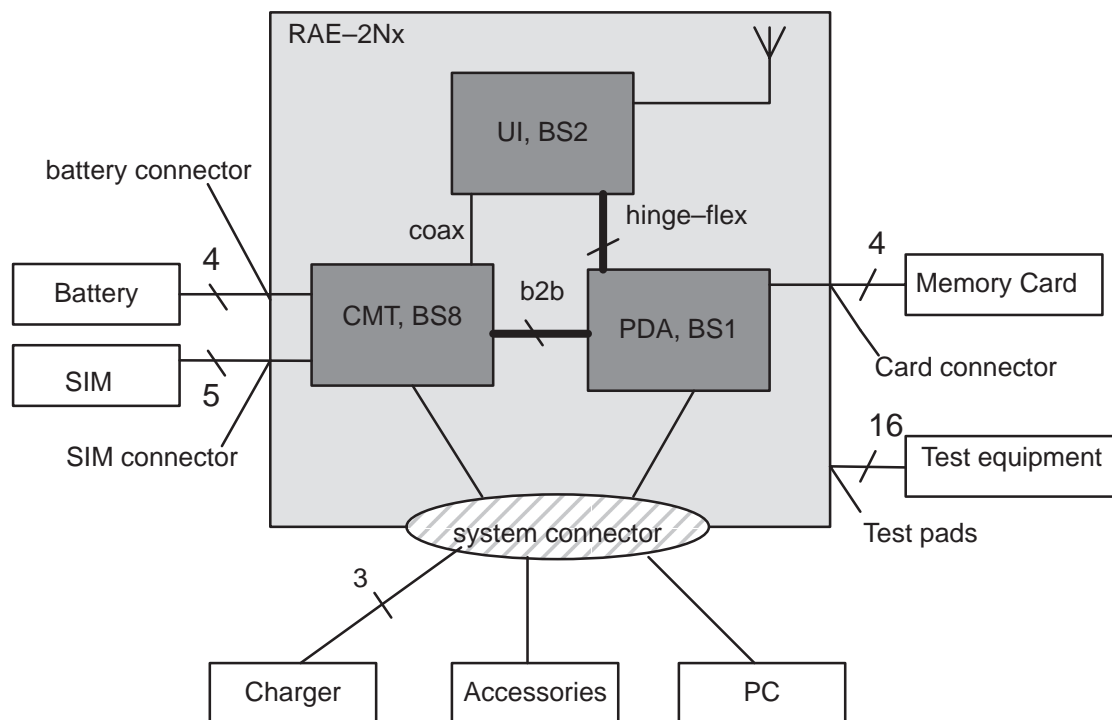 RAE–2Nx
UI, BS2
battery connector
coax
hinge–flex
4
4
Battery
CMT, BS8
b2b
PDA, BS1
Memory Card
SIM
5
Card connector
SIM connector
16
Test equipment
system connector
Test pads
3
Charger
Accessories
PC